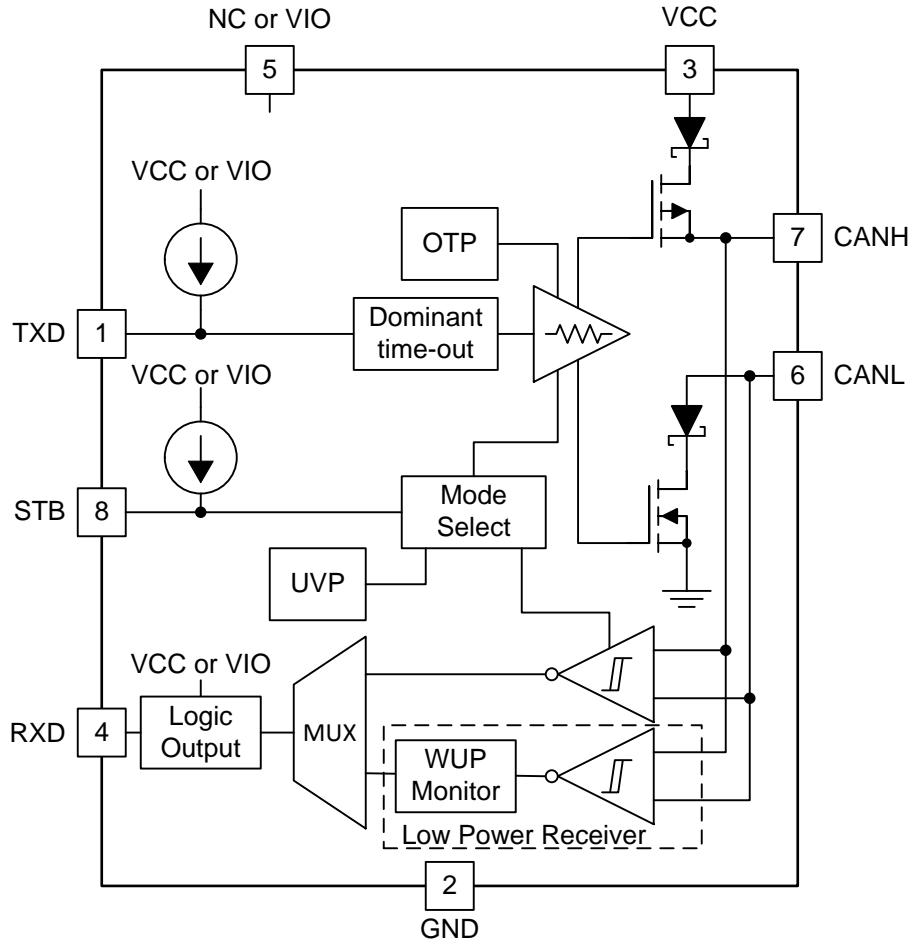 NC or VIO
VCC
5
3
VCC or VIO
OTP
7
CANH
TXD
1
Dominant
time-out
6
CANL
VCC or VIO
STB
8
Mode
Select
UVP
VCC or VIO
RXD
4
Logic
Output
MUX
WUP
Monitor
Low Power Receiver
2
GND